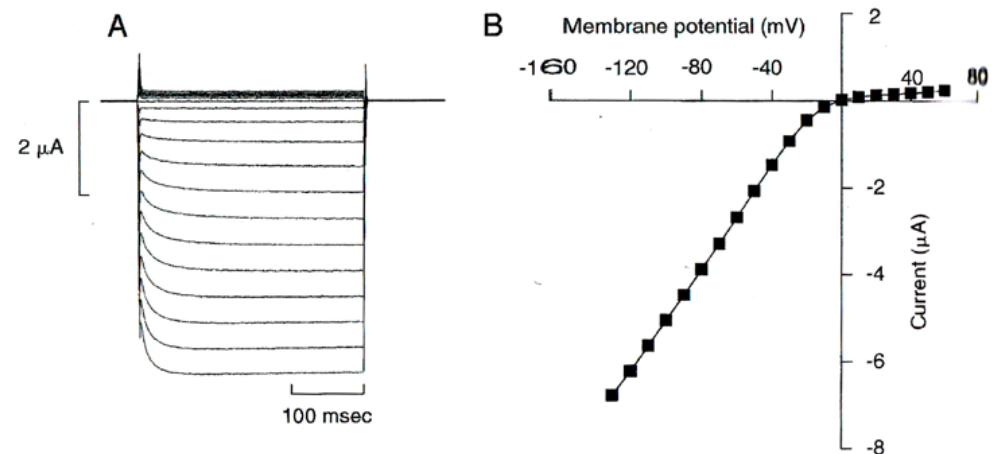 A
2 μA
100 msec
B
Membrane potential (mV)
2
-120 -80 -40 40 80
-2
-4
-6
-8
Current (μA)